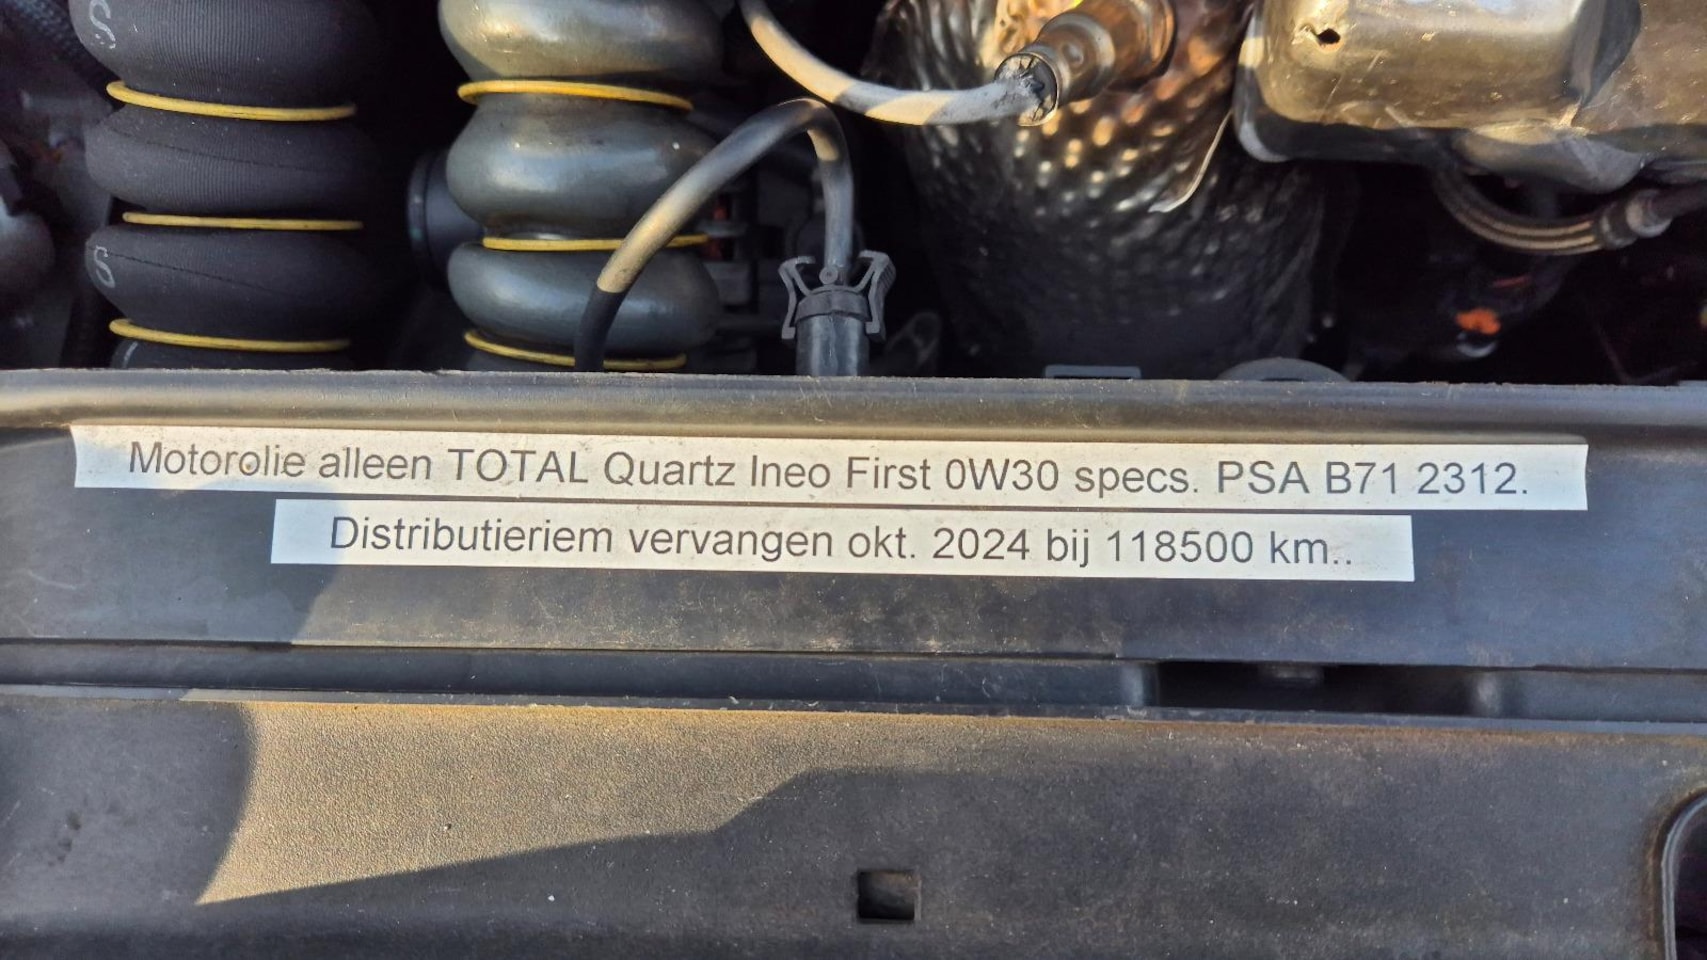 Motorolie alleen TOTAL Quartz Ineo First 0W30 specs. PSA B71 2312.
Distributieriem vervangen okt. 2024 bij 118500 km..
S
S